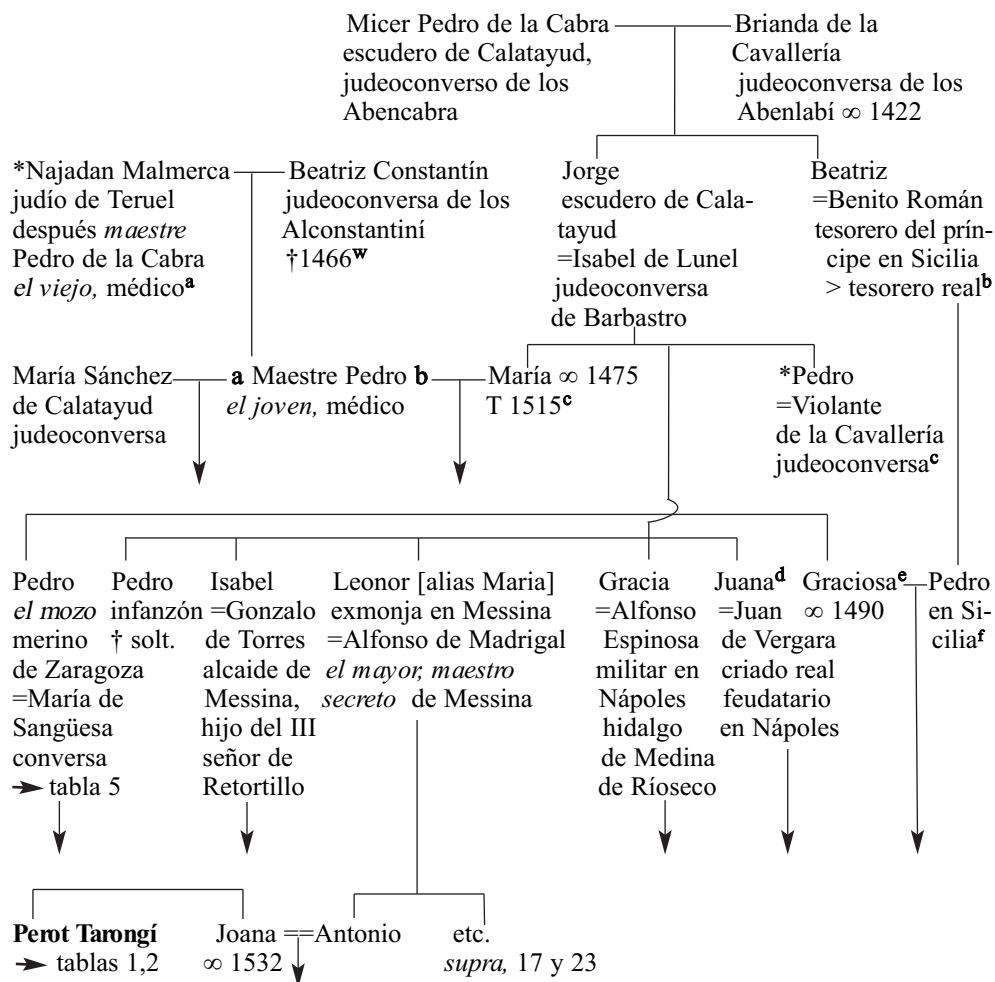 Micer Pedro de la Cabra
escudero de Calatayud,
judeoconverso de los
Abencabra
Brianda de la
Cavallería
judeoconversa de los
Abenlabí ∞ 1422
*Najadan Malmerca
judío de Teruel
después maestre
Pedro de la Cabra
el viejo, médico a
Beatriz Constantín
judeoconversa de los
Alconstantiní
†1466 w
Jorge
escudero de Cala-
tayud
=Isabel de Lunel
judeoconversa
de Barbastro
Beatriz
=Benito Román
tesorero del prín-
cipe en Sicilia
> tesorero real b
María Sánchez
de Calatayud
judeoconversa
a Maestre Pedro b
el joven, médico
María ∞ 1475
T 1515 c
*Pedro
=Violante
de la Cavallería
judeoconversa c
Pedro
el mozo
merino
de Zaragoza
=María de
Sangüesa
conversa
→ tabla 5
Pedro
infanzón
† solt.
Isabel
=Gonzalo
de Torres
alcaide de
Messina,
hijo del III
señor de
Retortillo
Leonor [alias Maria]
exmonja en Messina
=Alfonso de Madrigal
el mayor, maestro
secreto de Messina
Gracia
=Alfonso
Espinosa
militar en
Nápoles
hidalgo
de Medina
de Ríoseco
Juana d
=Juan
de Vergara
criado real
feudatario
en Nápoles
Graciosa e
∞ 1490
Pedro
en Si-
cilia f
Perot Tarongí
→ tablas 1,2
Joana ==Antonio
∞ 1532
etc.
supra, 17 y 23